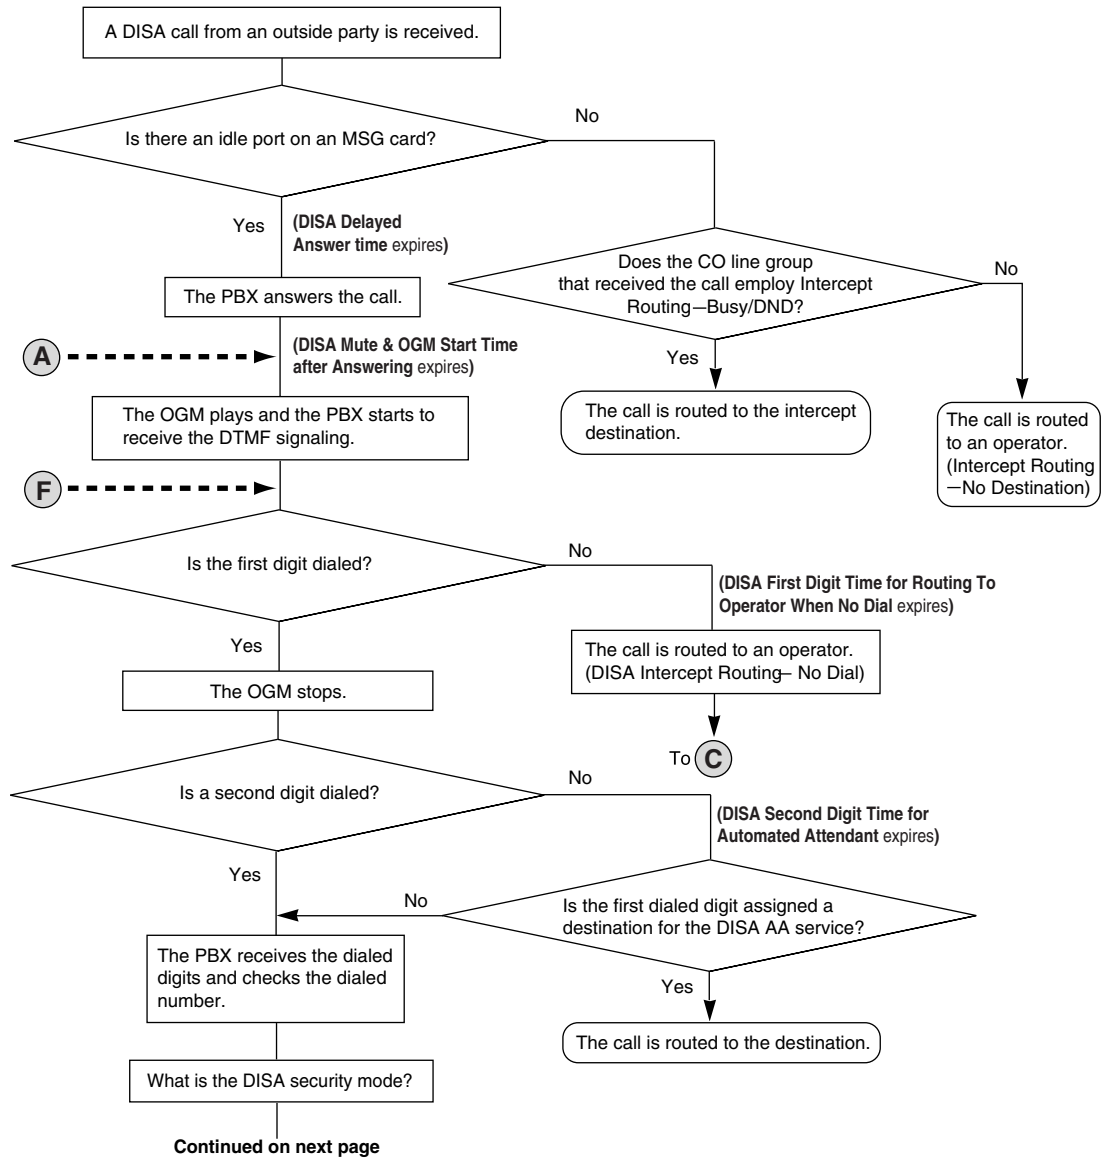 A DISA call from an outside party is received.
Is there an idle port on an MSG card?
No
Yes
(DISA Delayed
Answer time expires)
Does the CO line group
that received the call employ Intercept
Routing—Busy/DND?
No
The PBX answers the call.
A
(DISA Mute & OGM Start Time
after Answering expires)
Yes
The OGM plays and the PBX starts to
receive the DTMF signaling.
The call is routed to the intercept
destination.
The call is routed
to an operator.
(Intercept Routing
—No Destination)
F
Is the first digit dialed?
No
(DISA First Digit Time for Routing To
Operator When No Dial expires)
Yes
The call is routed to an operator.
(DISA Intercept Routing— No Dial)
The OGM stops.
To C
Is a second digit dialed?
No
(DISA Second Digit Time for
Automated Attendant expires)
Yes
No
Is the first dialed digit assigned a
destination for the DISA AA service?
The PBX receives the dialed
digits and checks the dialed
number.
Yes
The call is routed to the destination.
What is the DISA security mode?
Continued on next page